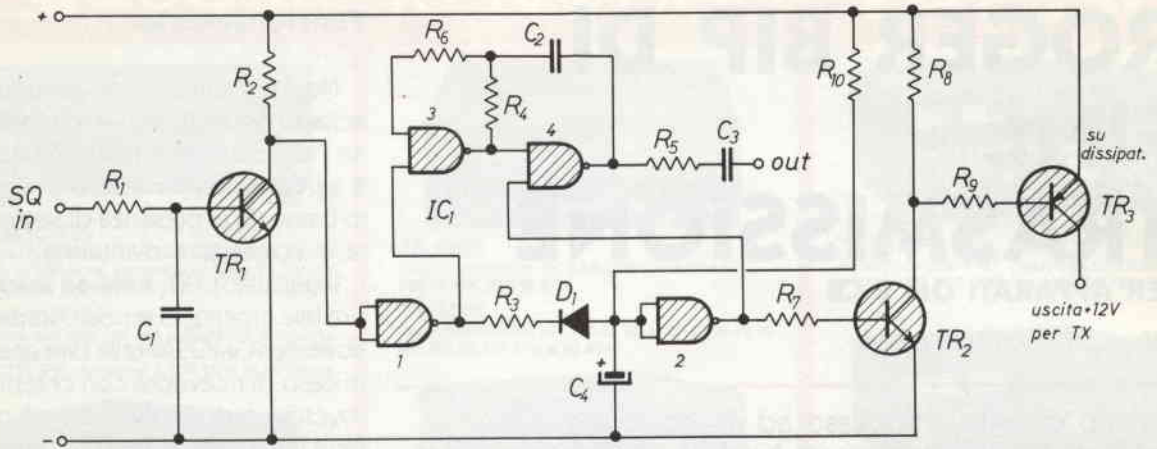 +
R2
R6
C2
R10
R8
3
R4
4
su
dissipat.
SQ
in
R1
IC1
R5
C3
out
R9
TR3
TR1
C1
1
R3
D1
2
R7
TR2
uscita+12V
per TX
+
C4
-